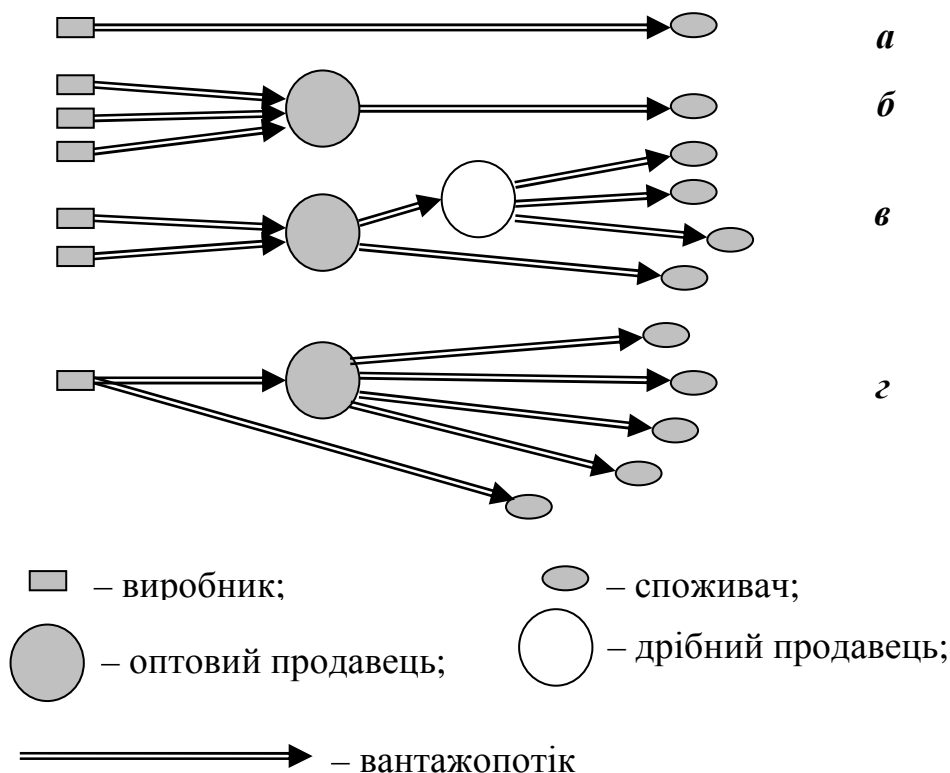 а
б
в
г
– виробник;
– споживач;
– оптовий продавець;
– дрібний продавець;
– вантажопотік